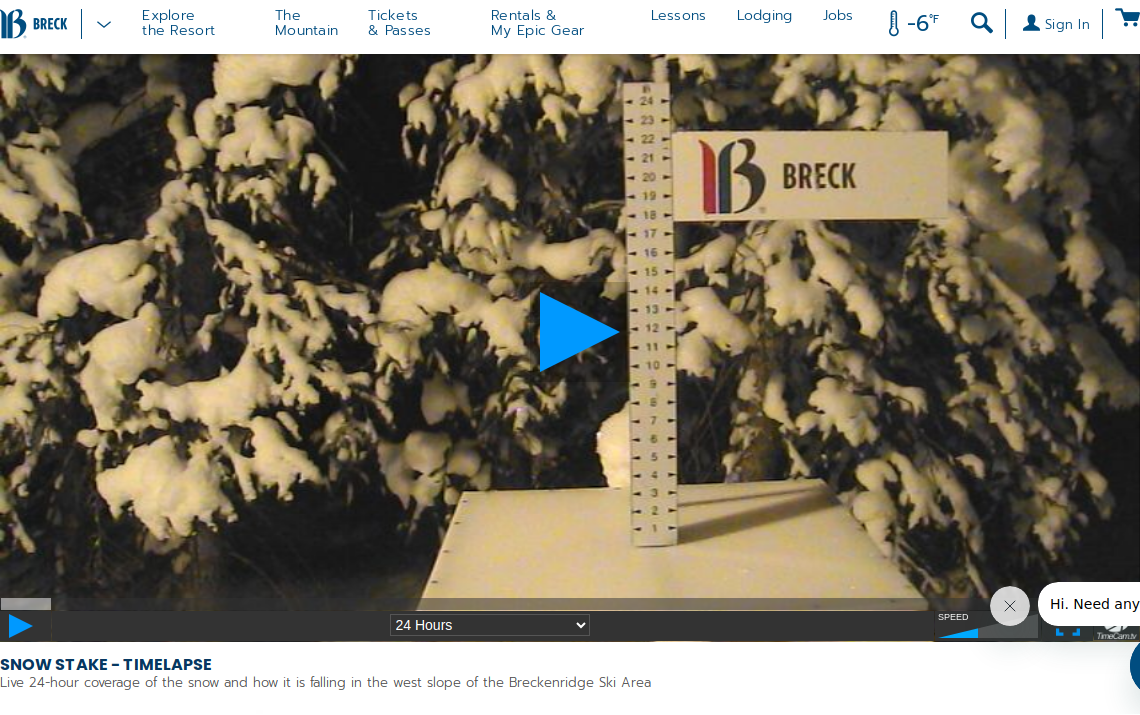 BRECK
Explore
the Resort
The
Mountain
Tickets
& Passes
Rentals &
My Epic Gear
Lessons
Lodging
Jobs
-6°F
Sign In
24
23
22
21
20
19
18
17
16
15
14
13
12
11
10
9
8
7
6
5
4
3
2
1
B BRECK
24 Hours
SPEED
Hi. Need any
TimeCam.tv
SNOW STAKE - TIMELAPSE
Live 24-hour coverage of the snow and how it is falling in the west slope of the Breckenridge Ski Area